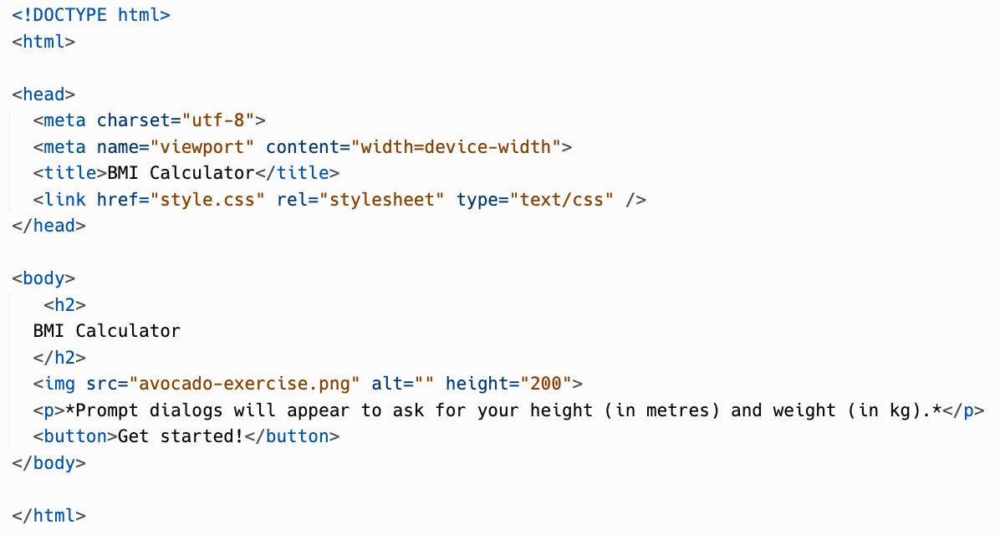 <!DOCTYPE html>
<html>
<head>
<meta charset="utf-8">
<meta name="viewport" content="width=device-width">
<title>BMI Calculator</title>
<link href="style.css" rel="stylesheet" type="text/css" />
</head>
<body>
<h2>
BMI Calculator
</h2>
<img src="avocado-exercise.png" alt="" height="200">
<p>*Prompt dialogs will appear to ask for your height (in metres) and weight (in kg).*</p>
<button>Get started!</button>
</body>
</html>